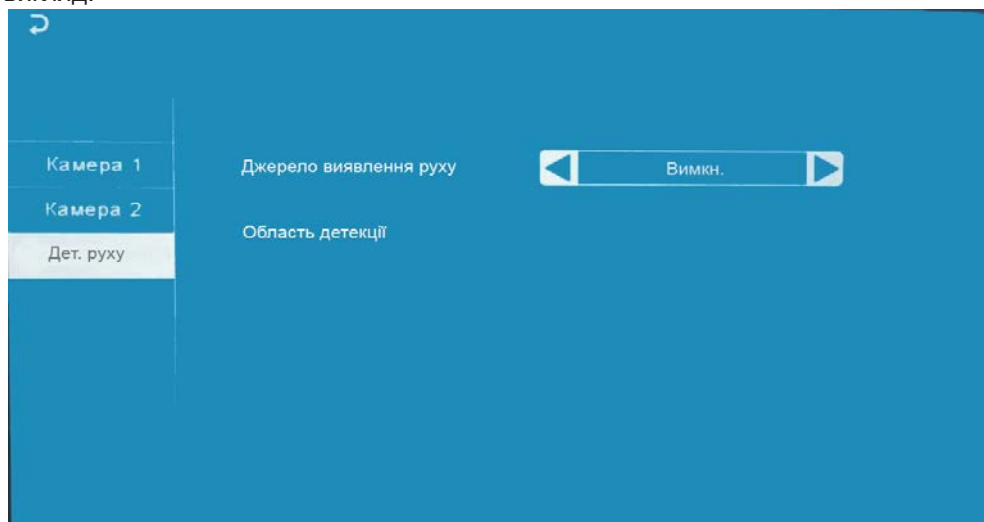 Камера 1
Джерело виявлення руху
Вимкн.
Камера 2
Область детекції
Дет. руху